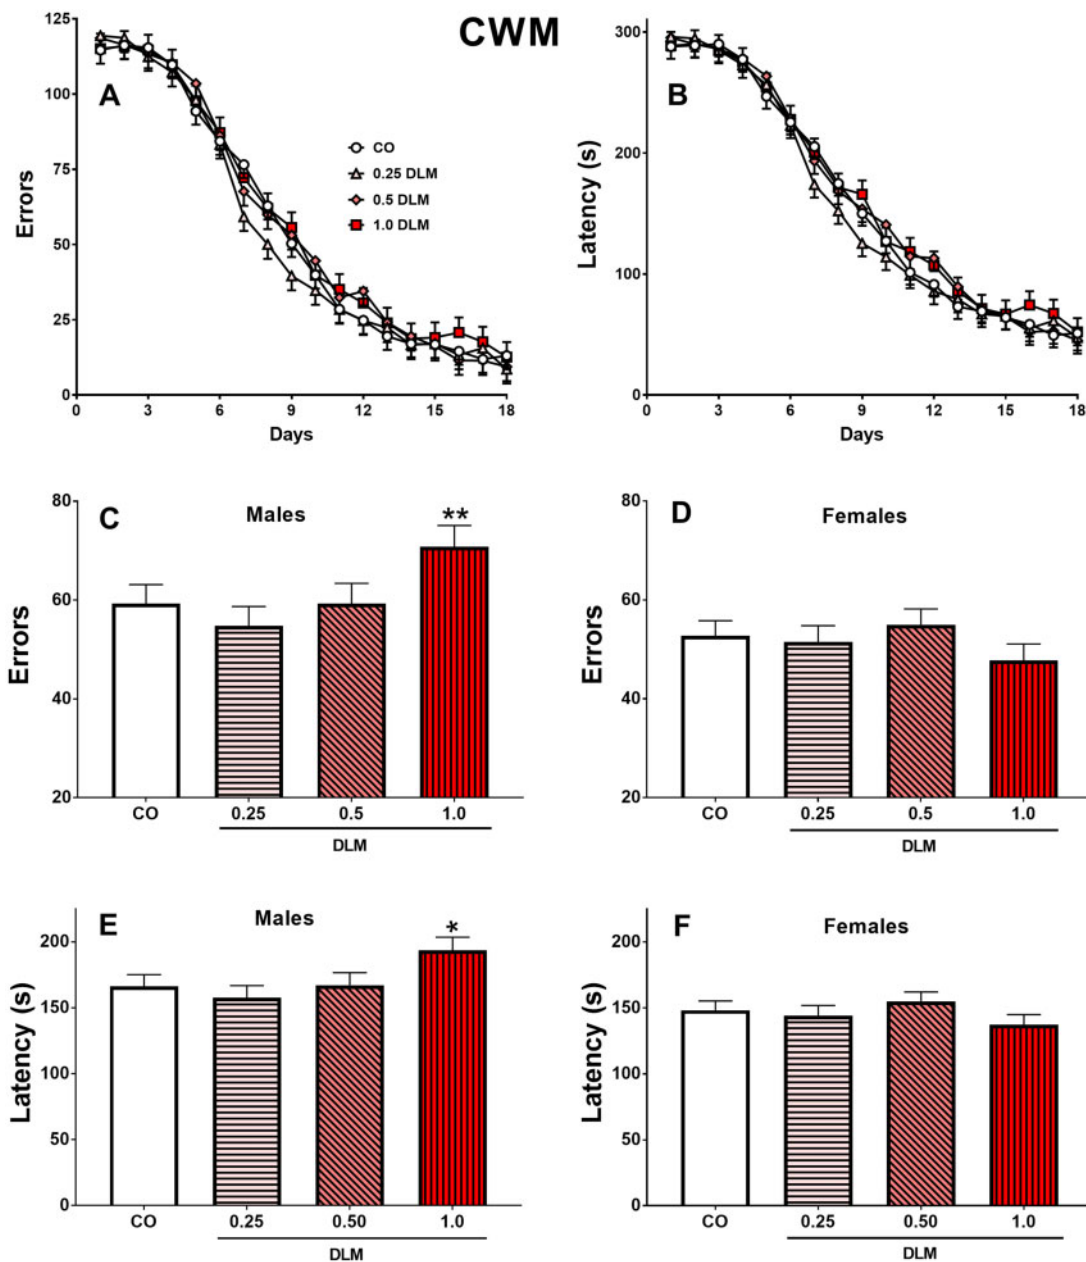 CWM
A
Errors
125
100
75
50
25
0
0 3 6 9 12 15 18
Days
CO
0.25 DLM
0.5 DLM
1.0 DLM
B
Latency (s)
300
200
100
0
0 3 6 9 12 15 18
Days
C
Males
**
Errors
80
60
40
20
CO 0.25 0.5 1.0
DLM
D
Females
Errors
80
60
40
20
CO 0.25 0.5 1.0
DLM
E
Males
*
Latency (s)
200
150
100
50
0
CO 0.25 0.50 1.0
DLM
F
Females
Latency (s)
200
150
100
50
0
CO 0.25 0.50 1.0
DLM